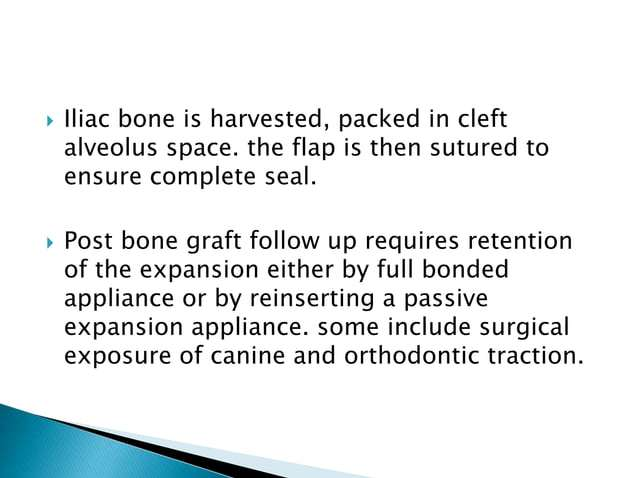 Iliac bone is harvested, packed in cleft
alveolus space. the flap is then sutured to
ensure complete seal.
Post bone graft follow up requires retention
of the expansion either by full bonded
appliance or by reinserting a passive
expansion appliance. some include surgical
exposure of canine and orthodontic traction.